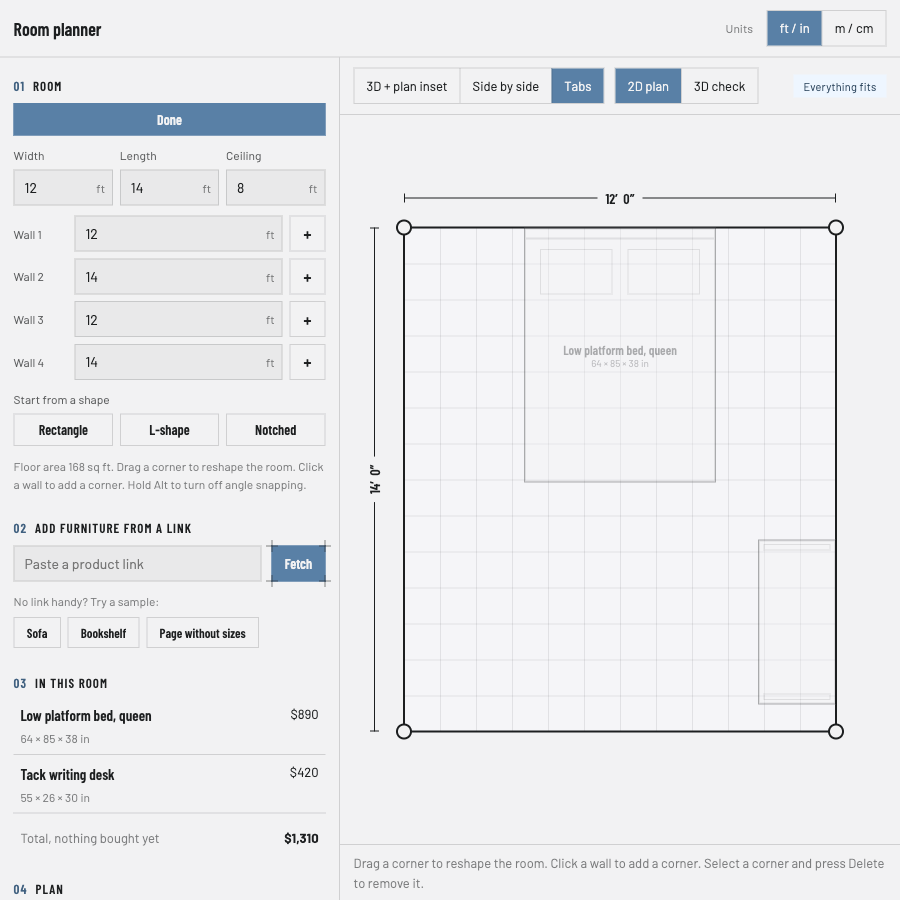 Room planner
Units
ft / in
m / cm
01 ROOM
Done
Width
Length
Ceiling
12 ft
14 ft
8 ft
Wall 1
12 ft
+
Wall 2
14 ft
+
Wall 3
12 ft
+
Wall 4
14 ft
+
Start from a shape
Rectangle
L-shape
Notched
Floor area 168 sq ft. Drag a corner to reshape the room. Click
a wall to add a corner. Hold Alt to turn off angle snapping.
02 ADD FURNITURE FROM A LINK
Paste a product link
Fetch
No link handy? Try a sample:
Sofa
Bookshelf
Page without sizes
03 IN THIS ROOM
Low platform bed, queen
$890
64 × 85 × 38 in
Tack writing desk
$420
55 × 26 × 30 in
Total, nothing bought yet
$1,310
04 PLAN
3D + plan inset
Side by side
Tabs
2D plan
3D check
Everything fits
12′ 0″
14′ 0″
Low platform bed, queen
64 × 85 × 38 in
Drag a corner to reshape the room. Click a wall to add a corner. Select a corner and press Delete
to remove it.